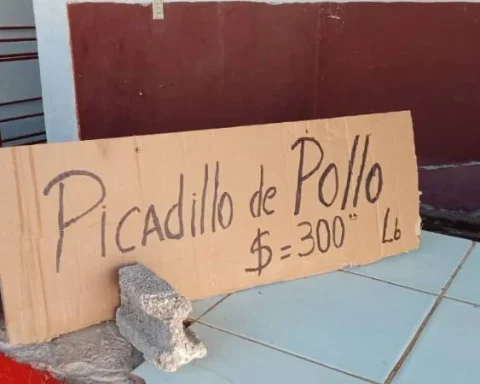 Picadillo de Pollo
$=300" Lb